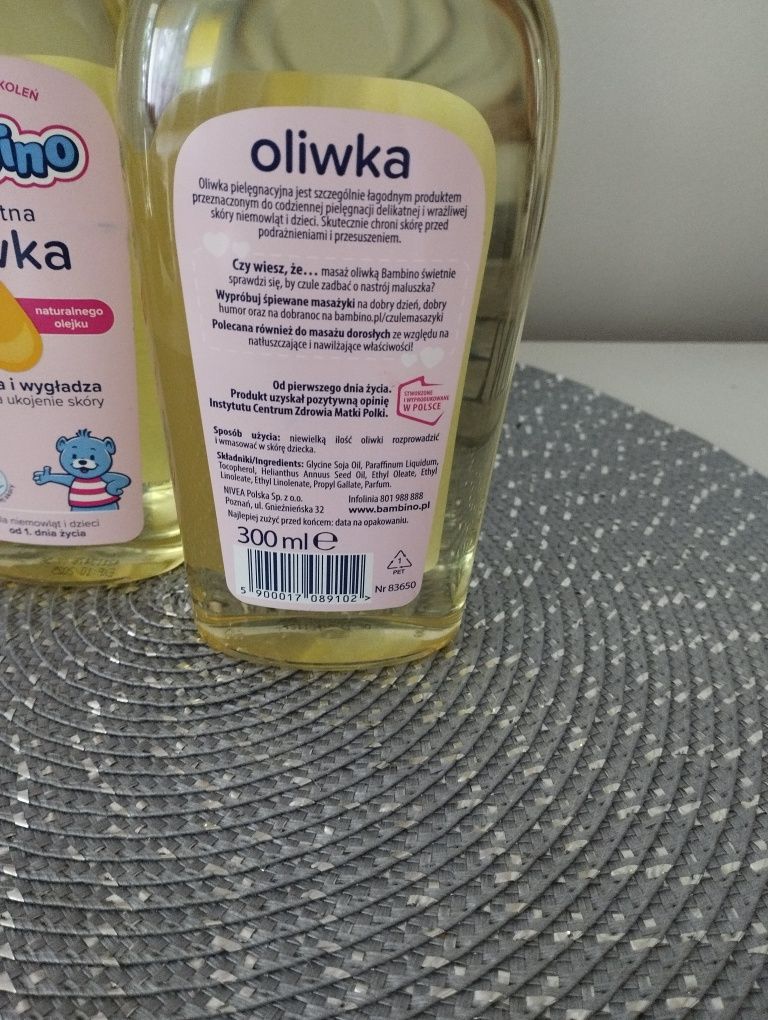 KOLEŃ
ino
tna
wka
naturalnego
olejku
a i wygładza
a ukojenie skóry
la niemowląt i dzieci
od 1. dnia życia
oliwka
Oliwka pielęgnacyjna jest szczególnie łagodnym produktem
przeznaczonym do codziennej pielęgnacji delikatnej i wrażliwej
skóry niemowląt i dzieci. Skutecznie chroni skórę przed
podrażnieniami i przesuszeniem.
Czy wiesz, że... masaż oliwką Bambino świetnie
sprawdzi się, by czule zadbać o nastrój maluszka?
Wypróbuj śpiewane masażyki na dobry dzień, dobry
humor oraz na dobranoc na bambino.pl/czulemasazyki
Polecana również do masażu dorosłych ze względu na
natłuszczające i nawilżające właściwości!
Od pierwszego dnia życia.
Produkt uzyskał pozytywną opinię
Instytutu Centrum Zdrowia Matki Polki.
STWORZONE
I WYPRODUKOWANE
W POLSCE
Sposób użycia: niewielką ilość oliwki rozprowadzić
i wmasować w skórę dziecka.
Składniki/Ingredients: Glycine Soja Oil, Paraffinum Liquidum,
Tocopherol, Helianthus Annuus Seed Oil, Ethyl Oleate, Ethyl
Linoleate, Ethyl Linolenate, Propyl Gallate, Parfum.
NIVEA Polska Sp. z o.o.
Poznań, ul. Gnieźnieńska 32
Infolinia 801 988 888
www.bambino.pl
Najlepiej zużyć przed końcem: data na opakowaniu.
300 ml e
1
PET
5 900017 089102 >
Nr 83650